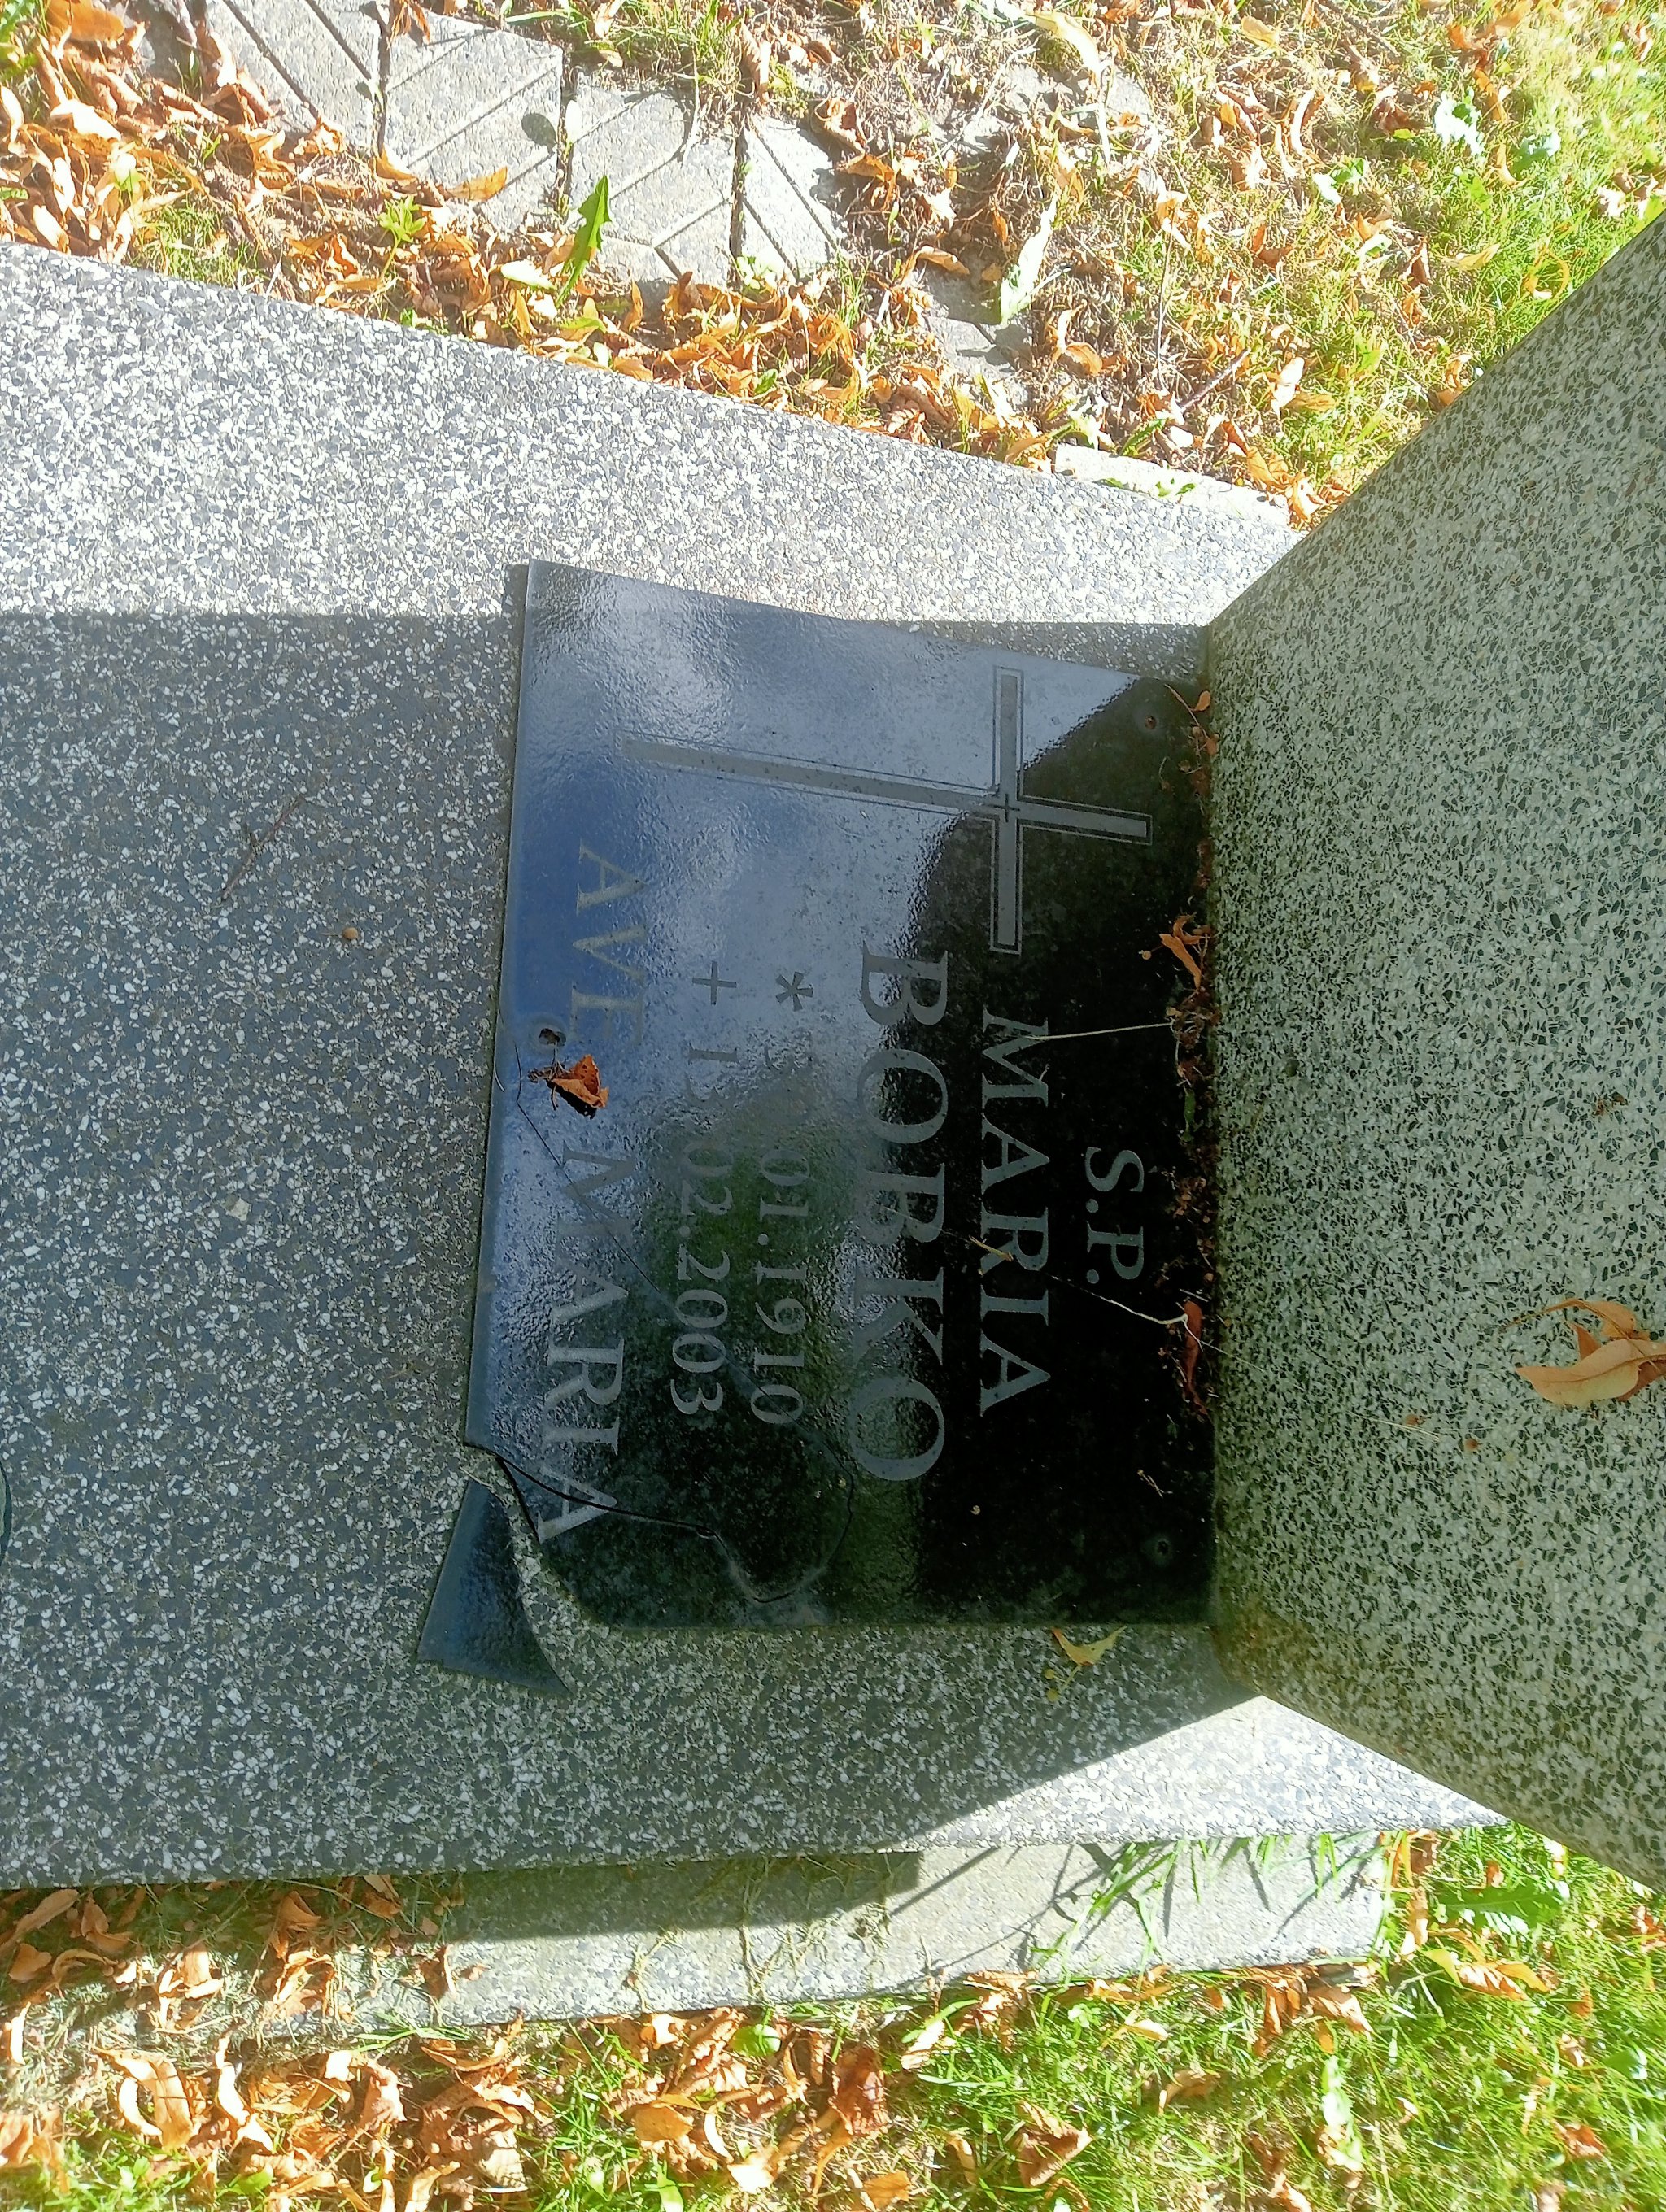 S.P.
MARIA
BORKO
* 01.1910
+ 02.2003
AVE MARIA